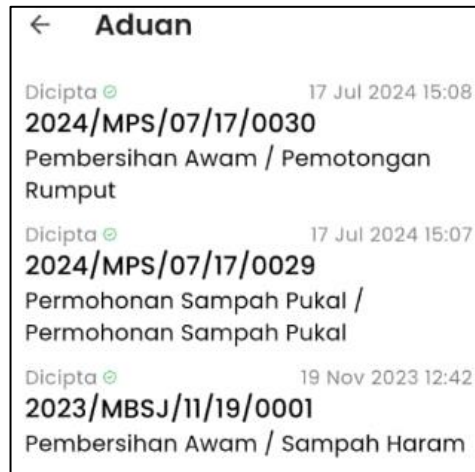 Aduan
Dicipta 17 Jul 2024 15:08
2024/MPS/07/17/0030
Pembersihan Awam / Pemotongan
Rumput
Dicipta 17 Jul 2024 15:07
2024/MPS/07/17/0029
Permohonan Sampah Pukal /
Permohonan Sampah Pukal
Dicipta 19 Nov 2023 12:42
2023/MBSJ/11/19/0001
Pembersihan Awam / Sampah Haram